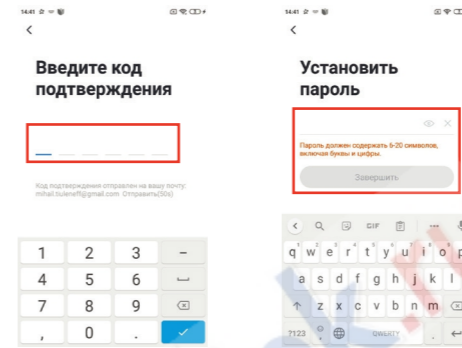 14:41
Введите код
подтверждения
Код подтверждения отправлен на вашу почту:
mihail.tiuleneff@gmail.com Отправить(50s)
1 2 3 -
4 5 6
7 8 9
, 0 .
14:41
Установить
пароль
Пароль должен содержать 6-20 символов,
включая буквы и цифры.
Завершить
GIF
q w e r t y u i o p
a s d f g h j k l
z x c v b n m
?123 QWERTY .